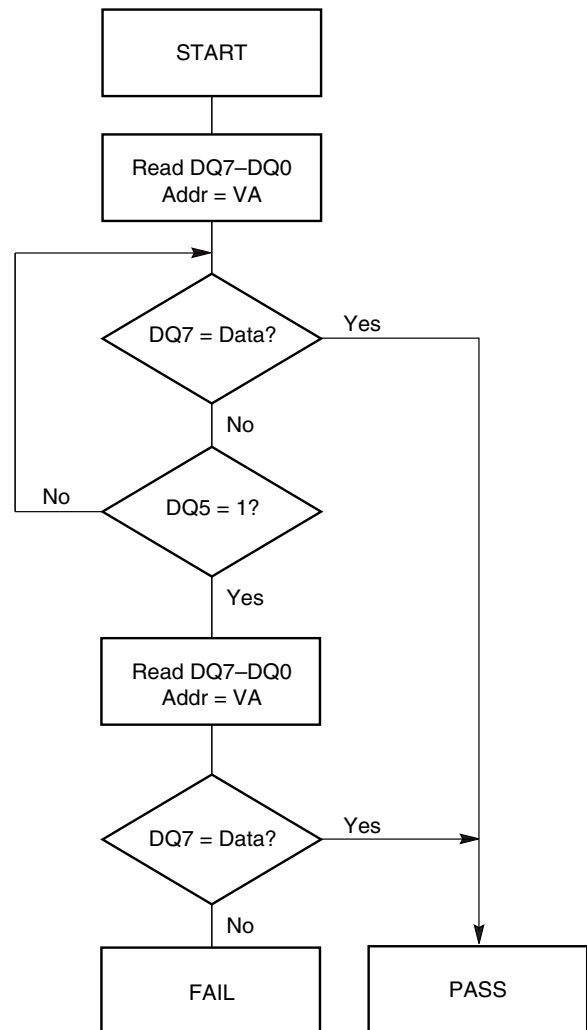 START
Read DQ7–DQ0
Addr = VA
DQ7 = Data?
Yes
No
No
DQ5 = 1?
Yes
Read DQ7–DQ0
Addr = VA
DQ7 = Data?
Yes
No
FAIL
PASS